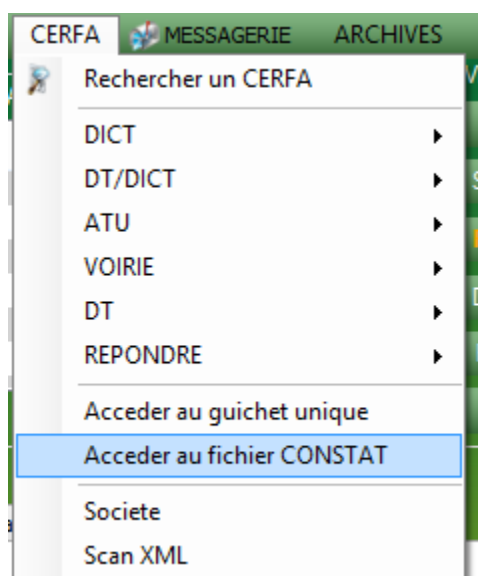 CERFA MESSAGERIE ARCHIVES
Rechercher un CERFA
DICT
DT/DICT
ATU
VOIRIE
DT
REPONDRE
Acceder au guichet unique
Acceder au fichier CONSTAT
Societe
Scan XML